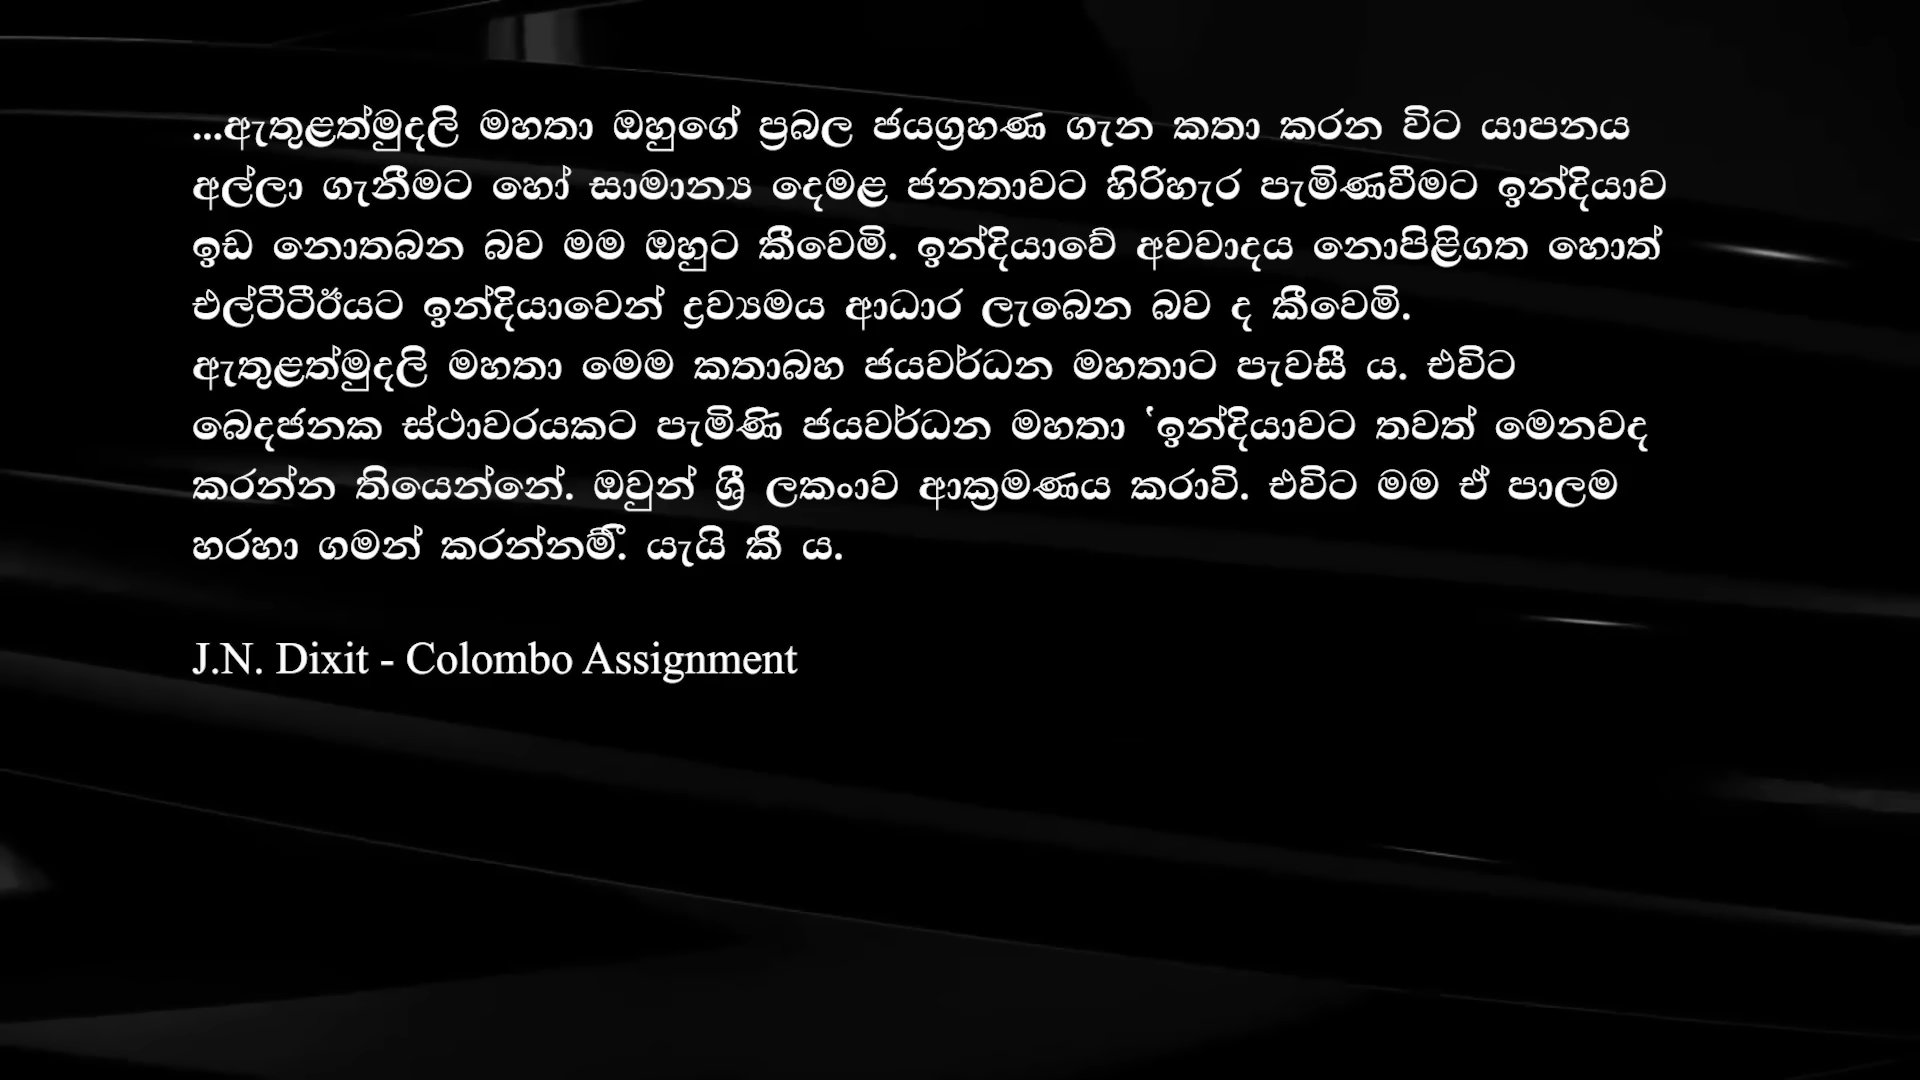 ...ඇතුළත්මුදලි මහතා ඔහුගේ ප්‍රබල ජයග්‍රහණ ගැන කතා කරන විට යාපනය
අල්ලා ගැනීමට හෝ සාමාන්‍ය දෙමළ ජනතාවට හිරිහැර පැමිණවීමට ඉන්දියාව
ඉඩ නොතබන බව මම ඔහුට කීවෙමි. ඉන්දියාවේ අවවාදය නොපිළිගත හොත්
එල්ටීටීඊයට ඉන්දියාවෙන් ද්‍රව්‍යමය ආධාර ලැබෙන බව ද කීවෙමි.
ඇතුළත්මුදලි මහතා මෙම කතාබහ ජයවර්ධන මහතාට පැවසී ය. එවිට
බෙදජනක ස්ථාවරයකට පැමිණි ජයවර්ධන මහතා ‘ඉන්දියාවට තවත් මෙනවද
කරන්න තියෙන්නේ. ඔවුන් ශ්‍රී ලකංාව ආක්‍රමණය කරාවි. එවිට මම ඒ පාලම
හරහා ගමන් කරන්නම්ී. යැයි කී ය.
J.N. Dixit - Colombo Assignment